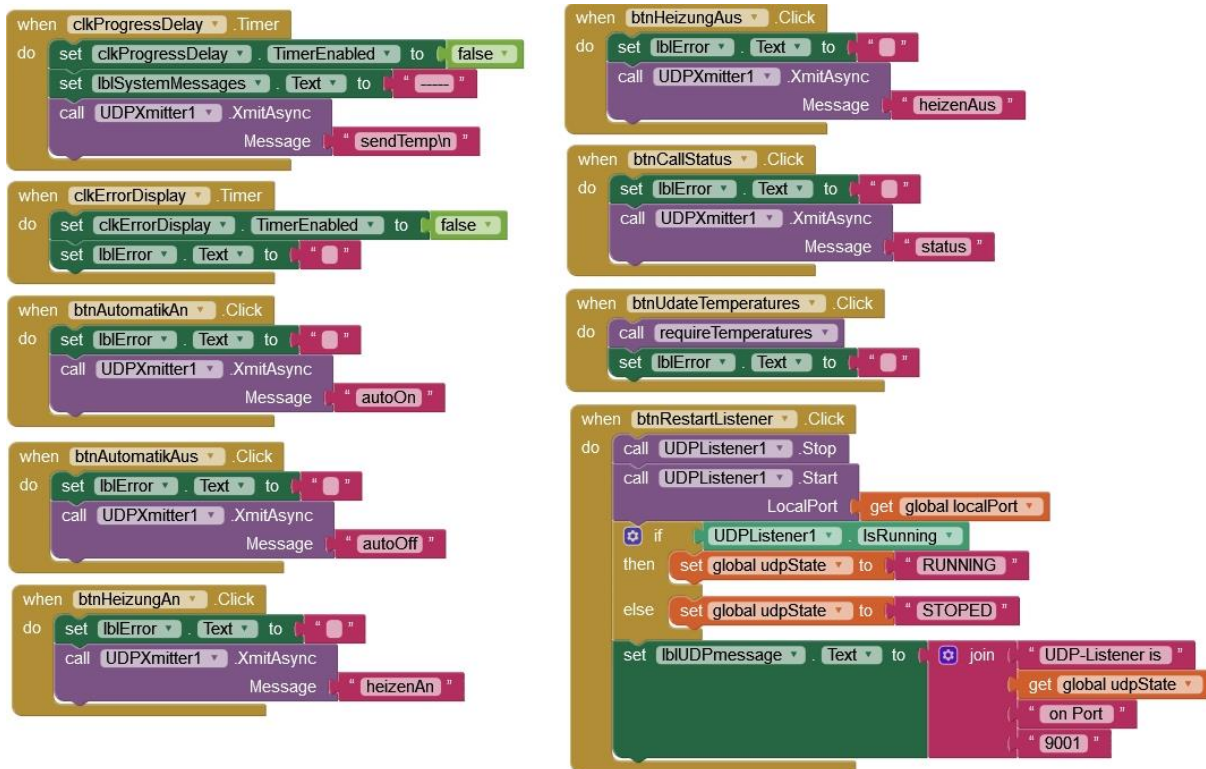 when clkProgressDelay .Timer
do set clkProgressDelay . TimerEnabled to false
set lblSystemMessages . Text to " ----- "
call UDPXmitter1 .XmitAsync
Message " sendTemp\n "
when clkErrorDisplay .Timer
do set clkErrorDisplay . TimerEnabled to false
set lblError . Text to " "
when btnAutomatikAn .Click
do set lblError . Text to " "
call UDPXmitter1 .XmitAsync
Message " autoOn "
when btnAutomatikAus .Click
do set lblError . Text to " "
call UDPXmitter1 .XmitAsync
Message " autoOff "
when btnHeizungAn .Click
do set lblError . Text to " "
call UDPXmitter1 .XmitAsync
Message " heizenAn "
when btnHeizungAus .Click
do set lblError . Text to " "
call UDPXmitter1 .XmitAsync
Message " heizenAus "
when btnCallStatus .Click
do set lblError . Text to " "
call UDPXmitter1 .XmitAsync
Message " status "
when btnUdateTemperatures .Click
do call requireTemperatures
set lblError . Text to " "
when btnRestartListener .Click
do call UDPListener1 .Stop
call UDPListener1 .Start
LocalPort get global localPort
if UDPListener1 . IsRunning
then set global udpState to " RUNNING "
else set global udpState to " STOPED "
set lblUDPmessage . Text to join " UDP-Listener is "
get global udpState
" on Port "
" 9001 "